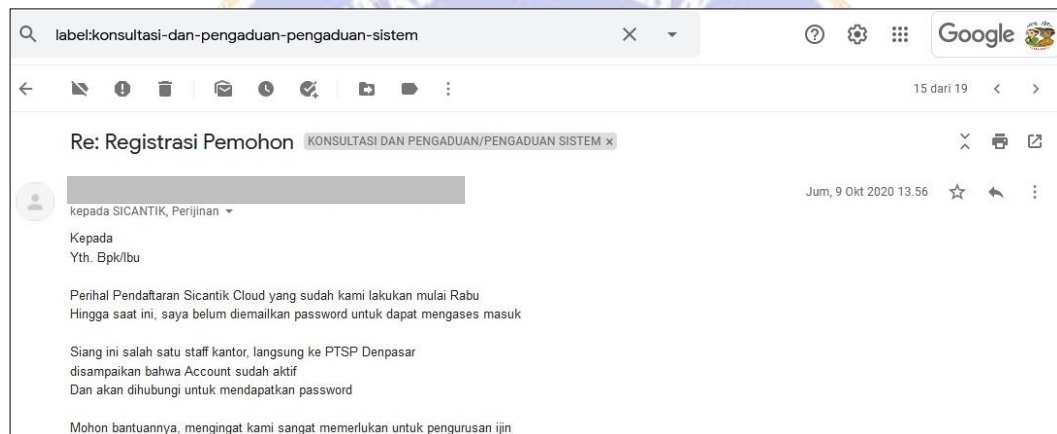 label:konsultasi-dan-pengaduan-pengaduan-sistem
Google
15 dari 19
Re: Registrasi Pemohon KONSULTASI DAN PENGADUAN/PENGADUAN SISTEM x
Jum, 9 Okt 2020 13.56
kepada SICANTIK, Perijinan
Kepada
Yth. Bpk/Ibu
Perihal Pendaftaran Sicantik Cloud yang sudah kami lakukan mulai Rabu
Hingga saat ini, saya belum diemailkan password untuk dapat mengases masuk
Siang ini salah satu staff kantor, langsung ke PTSP Denpasar
disampaikan bahwa Account sudah aktif
Dan akan dihubungi untuk mendapatkan password
Mohon bantuannya, mengingat kami sangat memerlukan untuk pengurusan ijin